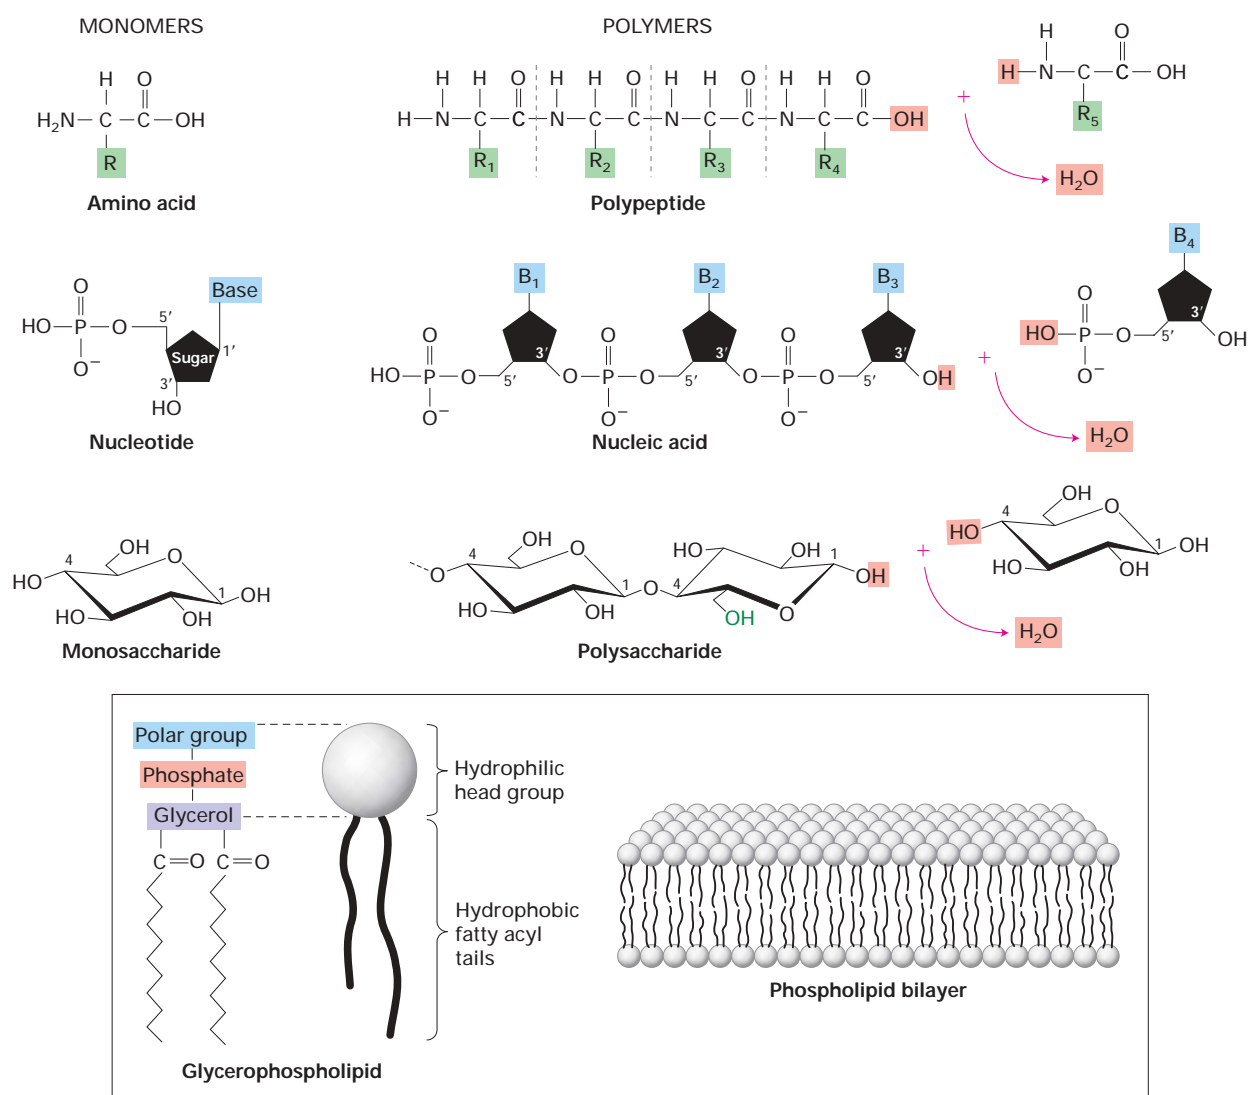 MONOMERS
POLYMERS
H O
H₂N C C OH
R
Amino acid
H H O H H O H H O H H O
H N C C N C C N C C N C C OH
R₁ R₂ R₃ R₄
Polypeptide
+
H O
H N C C OH
R₅
H₂O
O Base
HO P O 5′
O⁻ Sugar 1′
3′
HO
Nucleotide
B₁ B₂ B₃
O 3′ O 3′ O 3′
HO P O 5′ O P O 5′ O P O 5′ OH
O⁻ O⁻ O⁻
Nucleic acid
+
B₄
O 3′
HO P O 5′ OH
O⁻
H₂O
4 OH O
HO 1 OH
HO OH
Monosaccharide
4 OH O HO OH 1
O 1 O 4 OH
HO OH OH O
Polysaccharide
+
4 OH O
HO 1 OH
HO OH
H₂O
Polar group
Phosphate
Glycerol
C=O C=O
Hydrophilic
head group
Hydrophobic
fatty acyl
tails
Glycerophospholipid
Phospholipid bilayer